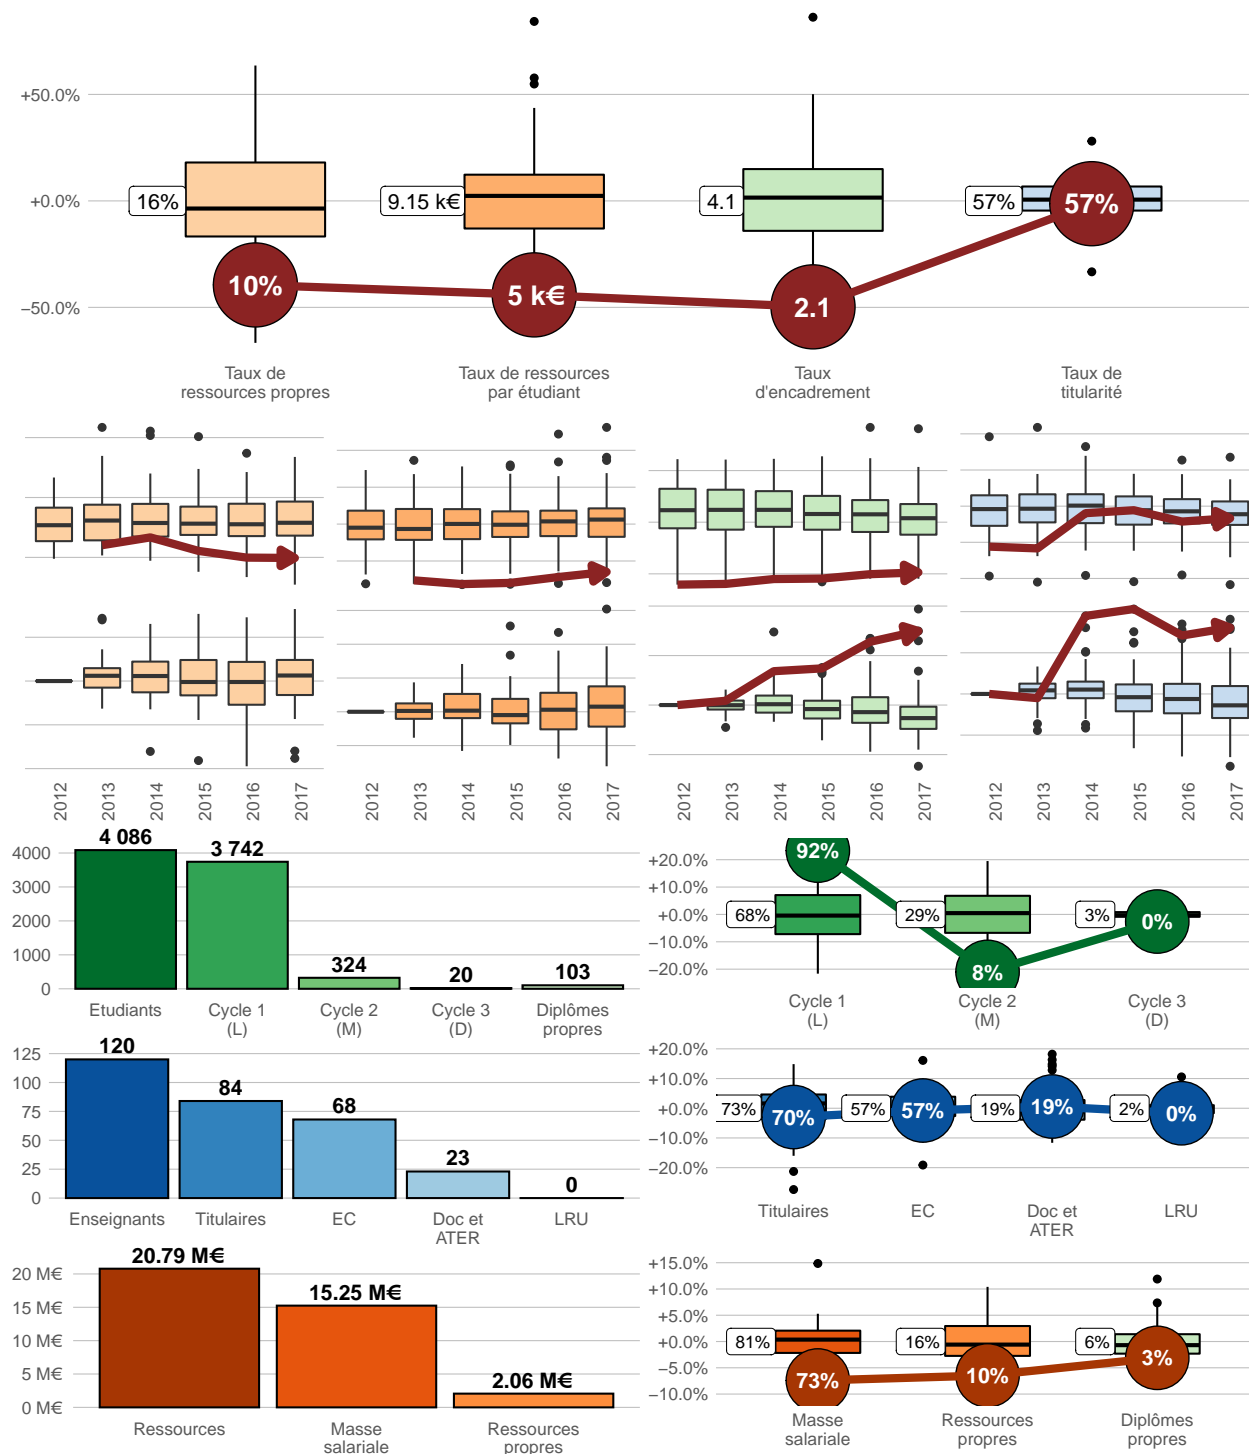 +50.0%
+0.0%
−50.0%
16%
9.15 k€
4.1
57%
10%
5 k€
2.1
57%
Taux de
ressources propres
Taux de ressources
par étudiant
Taux
d'encadrement
Taux de
titularité
2012
2013
2014
2015
2016
2017
2012
2013
2014
2015
2016
2017
2012
2013
2014
2015
2016
2017
2012
2013
2014
2015
2016
2017
4000
3000
2000
1000
0
4 086
3 742
324
20
103
Etudiants
Cycle 1
(L)
Cycle 2
(M)
Cycle 3
(D)
Diplômes
propres
+20.0%
+10.0%
+0.0%
−10.0%
−20.0%
68%
29%
3%
92%
8%
0%
Cycle 1
(L)
Cycle 2
(M)
Cycle 3
(D)
125
100
75
50
25
0
120
84
68
23
0
Enseignants
Titulaires
EC
Doc et
ATER
LRU
+20.0%
+10.0%
+0.0%
−10.0%
−20.0%
73%
57%
19%
2%
70%
57%
19%
0%
Titulaires
EC
Doc et
ATER
LRU
20 M€
15 M€
10 M€
5 M€
0 M€
20.79 M€
15.25 M€
2.06 M€
Ressources
Masse
salariale
Ressources
propres
+15.0%
+10.0%
+5.0%
+0.0%
−5.0%
−10.0%
81%
16%
6%
73%
10%
3%
Masse
salariale
Ressources
propres
Diplômes
propres